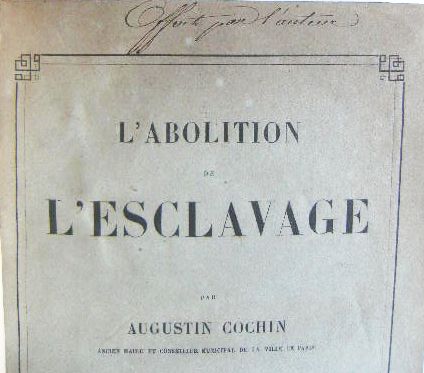 Offert par l'auteur
L'ABOLITION
DE
L'ESCLAVAGE
PAR
AUGUSTIN COCHIN
ANCIEN MAIRE ET CONSEILLER MUNICIPAL DE LA VILLE DE PARIS